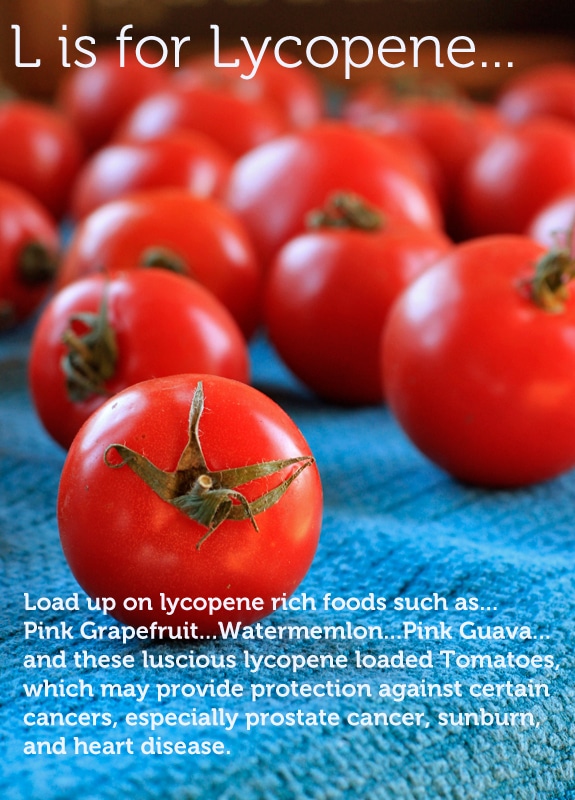 L is for Lycopene...
Load up on lycopene rich foods such as...
Pink Grapefruit...Watermemlon...Pink Guava...
and these luscious lycopene loaded Tomatoes,
which may provide protection against certain
cancers, especially prostate cancer, sunburn,
and heart disease.